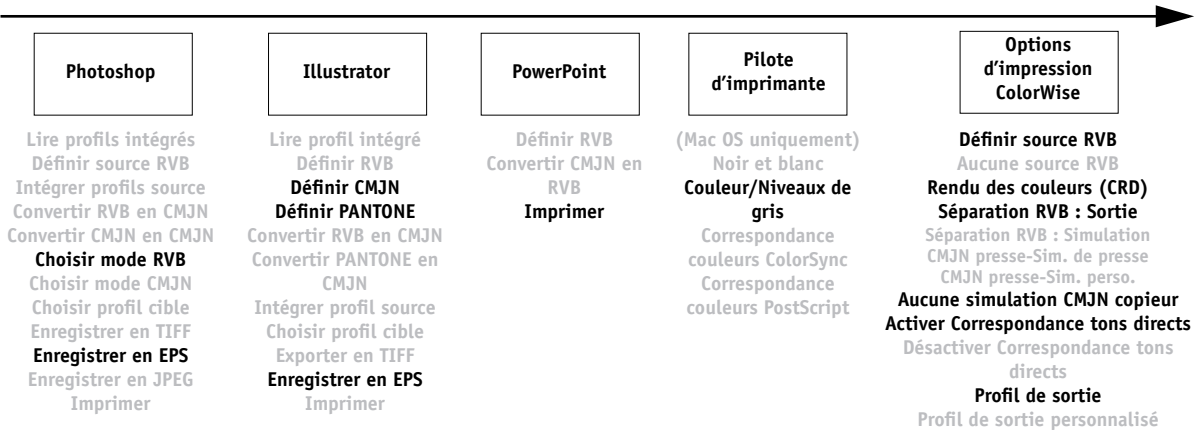 Photoshop
Lire profils intégrés
Définir source RVB
Intégrer profils source
Convertir RVB en CMJN
Convertir CMJN en CMJN
Choisir mode RVB
Choisir mode CMJN
Choisir profil cible
Enregistrer en TIFF
Enregistrer en EPS
Enregistrer en JPEG
Imprimer
Illustrator
Lire profil intégré
Définir RVB
Définir CMJN
Définir PANTONE
Convertir RVB en CMJN
Convertir PANTONE en
CMJN
Intégrer profil source
Choisir profil cible
Exporter en TIFF
Enregistrer en EPS
Imprimer
PowerPoint
Définir RVB
Convertir CMJN en
RVB
Imprimer
Pilote
d'imprimante
(Mac OS uniquement)
Noir et blanc
Couleur/Niveaux de
gris
Correspondance
couleurs ColorSync
Correspondance
couleurs PostScript
Options
d'impression
ColorWise
Définir source RVB
Aucune source RVB
Rendu des couleurs (CRD)
Séparation RVB : Sortie
Séparation RVB : Simulation
CMJN presse-Sim. de presse
CMJN presse-Sim. perso.
Aucune simulation CMJN copieur
Activer Correspondance tons directs
Désactiver Correspondance tons
directs
Profil de sortie
Profil de sortie personnalisé